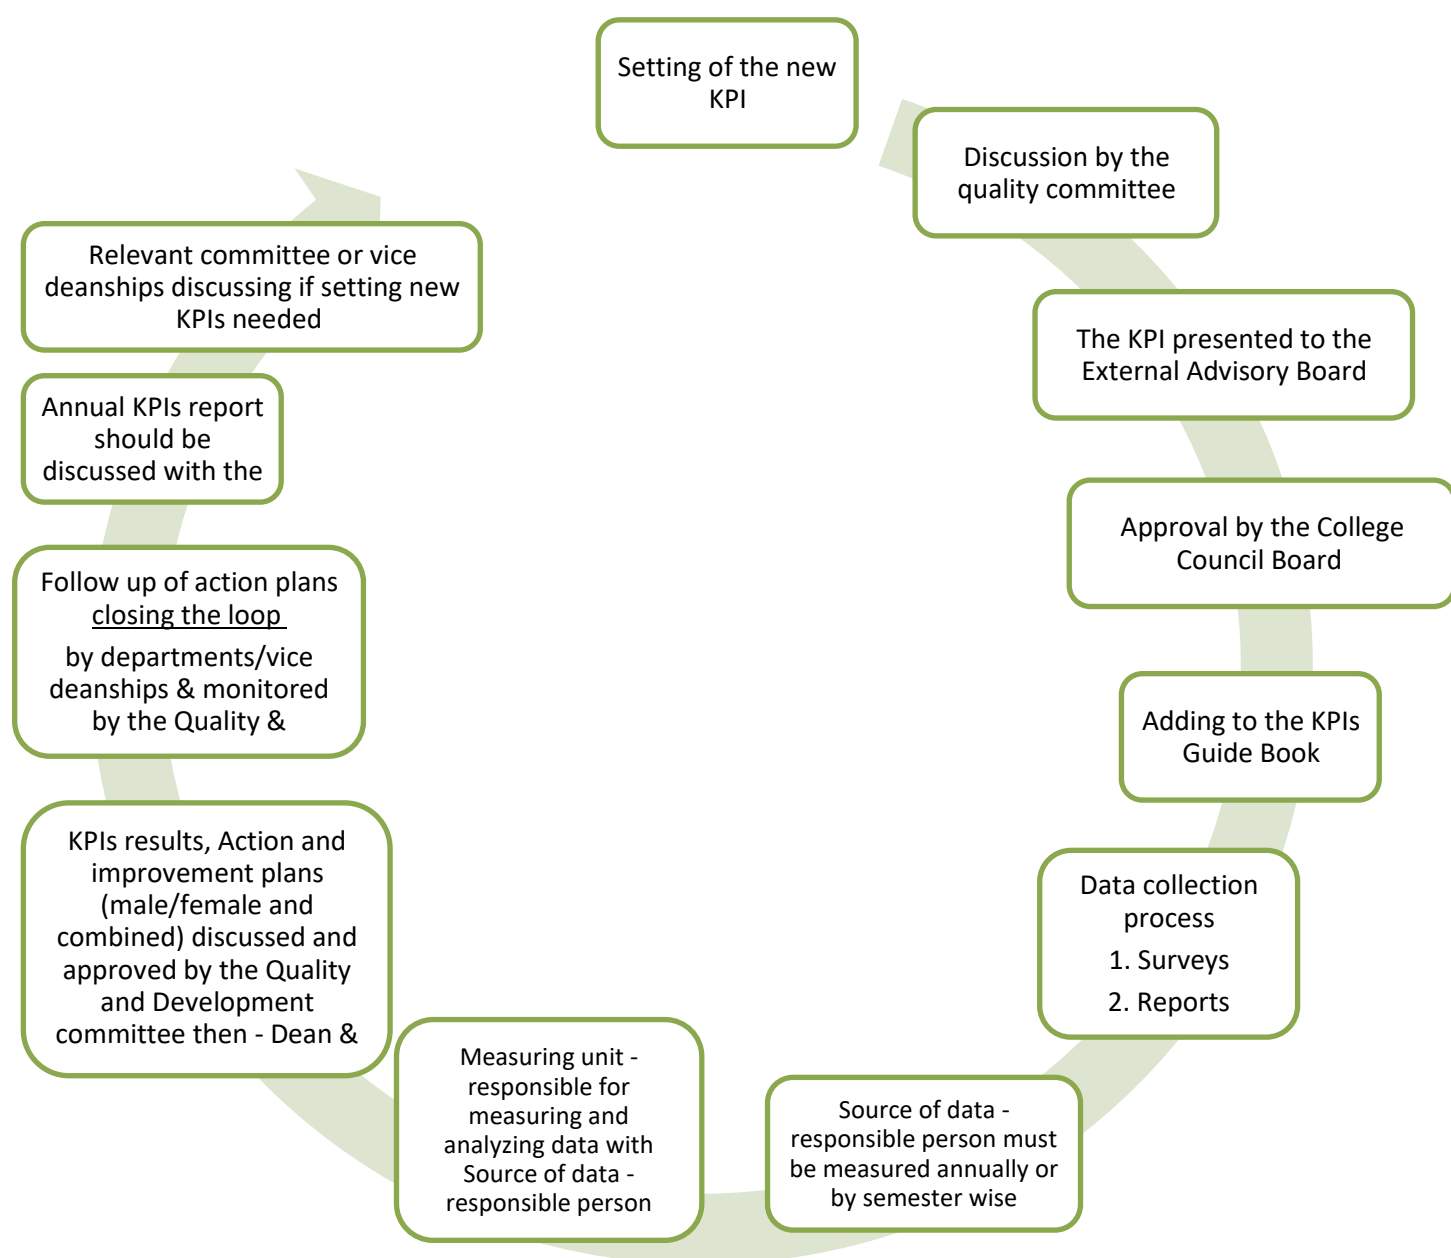 Setting of the new
KPI
Discussion by the
quality committee
The KPI presented to the
External Advisory Board
Approval by the College
Council Board
Adding to the KPIs
Guide Book
Data collection
process
1. Surveys
2. Reports
Source of data -
responsible person must
be measured annually or
by semester wise
Measuring unit -
responsible for
measuring and
analyzing data with
Source of data -
responsible person
KPIs results, Action and
improvement plans
(male/female and
combined) discussed and
approved by the Quality
and Development
committee then - Dean &
Follow up of action plans
closing the loop
by departments/vice
deanships & monitored
by the Quality &
Annual KPIs report
should be
discussed with the
Relevant committee or vice
deanships discussing if setting new
KPIs needed